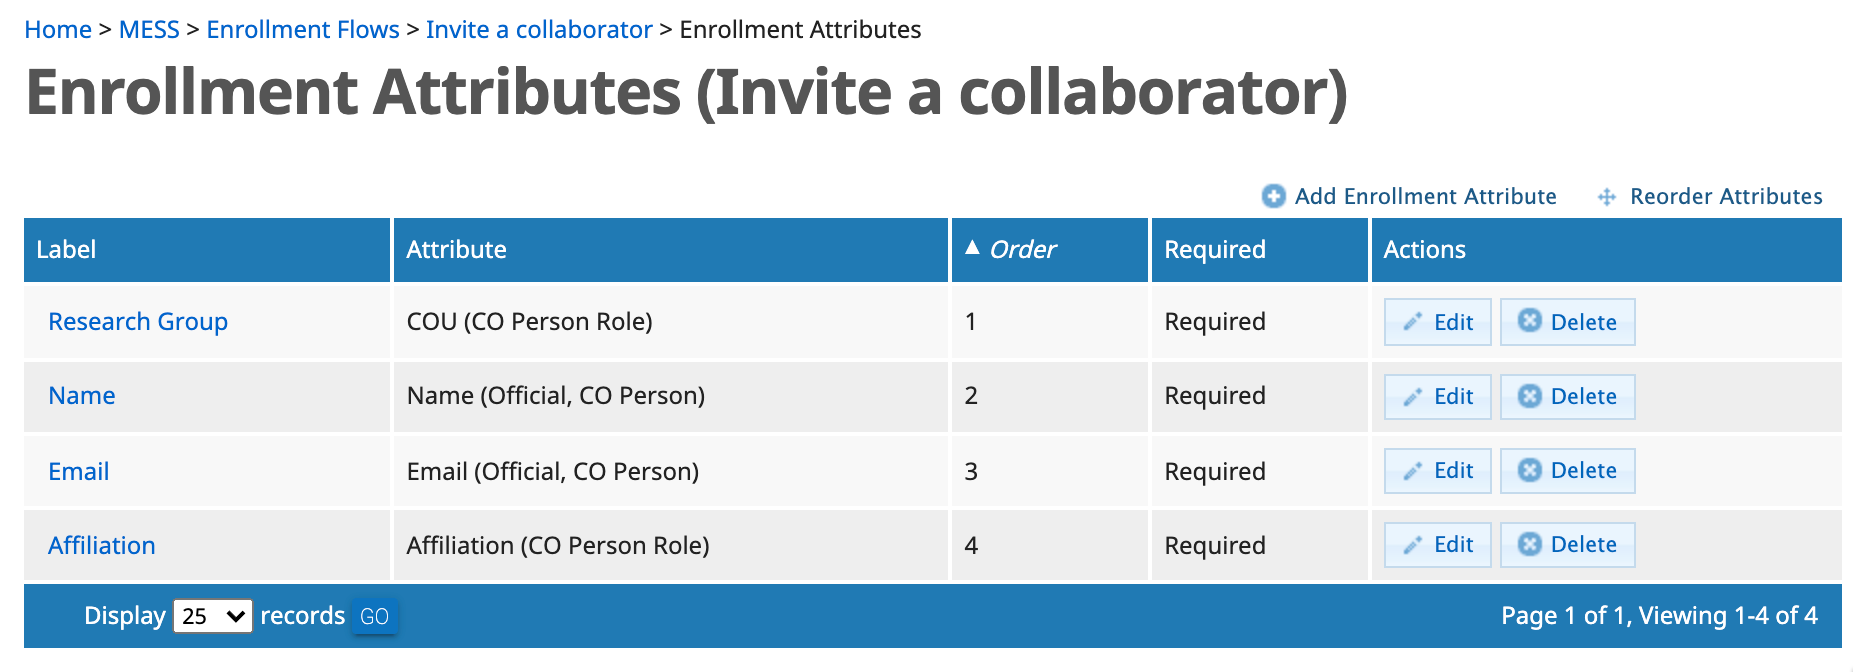 Home > MESS > Enrollment Flows > Invite a collaborator > Enrollment Attributes
Enrollment Attributes (Invite a collaborator)
Add Enrollment Attribute Reorder Attributes
Label Attribute ▲ Order Required Actions
Research Group COU (CO Person Role) 1 Required Edit Delete
Name Name (Official, CO Person) 2 Required Edit Delete
Email Email (Official, CO Person) 3 Required Edit Delete
Affiliation Affiliation (CO Person Role) 4 Required Edit Delete
Display 25 records GO Page 1 of 1, Viewing 1-4 of 4